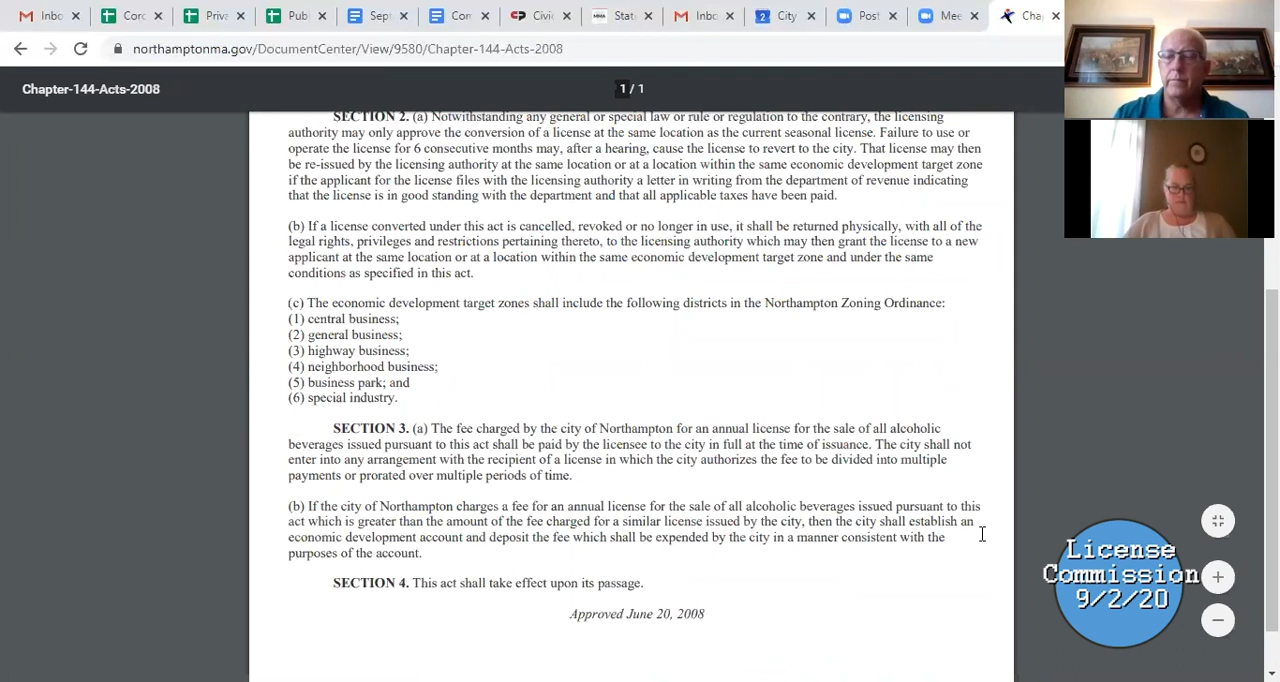 Inbo
Corc
Priva
Pub
Sept
Con
Civic
MMA
State
Inbo
2
City
Post
Mee
Cha
northamptonma.gov/DocumentCenter/View/9580/Chapter-144-Acts-2008
Chapter-144-Acts-2008
1 / 1
SECTION 2. (a) Notwithstanding any general or special law or rule or regulation to the contrary, the licensing
authority may only approve the conversion of a license at the same location as the current seasonal license. Failure to use or
operate the license for 6 consecutive months may, after a hearing, cause the license to revert to the city. That license may then
be re-issued by the licensing authority at the same location or at a location within the same economic development target zone
if the applicant for the license files with the licensing authority a letter in writing from the department of revenue indicating
that the license is in good standing with the department and that all applicable taxes have been paid.
(b) If a license converted under this act is cancelled, revoked or no longer in use, it shall be returned physically, with all of the
legal rights, privileges and restrictions pertaining thereto, to the licensing authority which may then grant the license to a new
applicant at the same location or at a location within the same economic development target zone and under the same
conditions as specified in this act.
(c) The economic development target zones shall include the following districts in the Northampton Zoning Ordinance:
(1) central business;
(2) general business;
(3) highway business;
(4) neighborhood business;
(5) business park; and
(6) special industry.
SECTION 3. (a) The fee charged by the city of Northampton for an annual license for the sale of all alcoholic
beverages issued pursuant to this act shall be paid by the licensee to the city in full at the time of issuance. The city shall not
enter into any arrangement with the recipient of a license in which the city authorizes the fee to be divided into multiple
payments or prorated over multiple periods of time.
(b) If the city of Northampton charges a fee for an annual license for the sale of all alcoholic beverages issued pursuant to this
act which is greater than the amount of the fee charged for a similar license issued by the city, then the city shall establish an
economic development account and deposit the fee which shall be expended by the city in a manner consistent with the
purposes of the account.
SECTION 4. This act shall take effect upon its passage.
Approved June 20, 2008
License
Commission
9/2/20